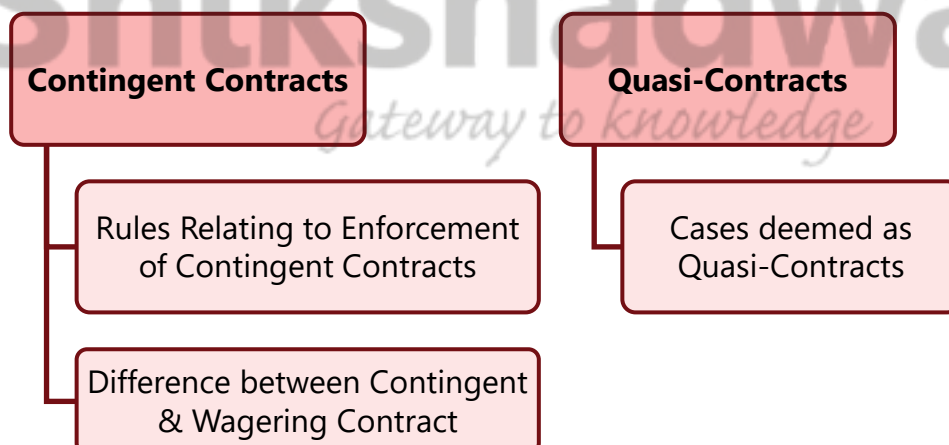 Contingent Contracts
Quasi-Contracts
Gateway to knowledge
Rules Relating to Enforcement
of Contingent Contracts
Cases deemed as
Quasi-Contracts
Difference between Contingent
& Wagering Contract